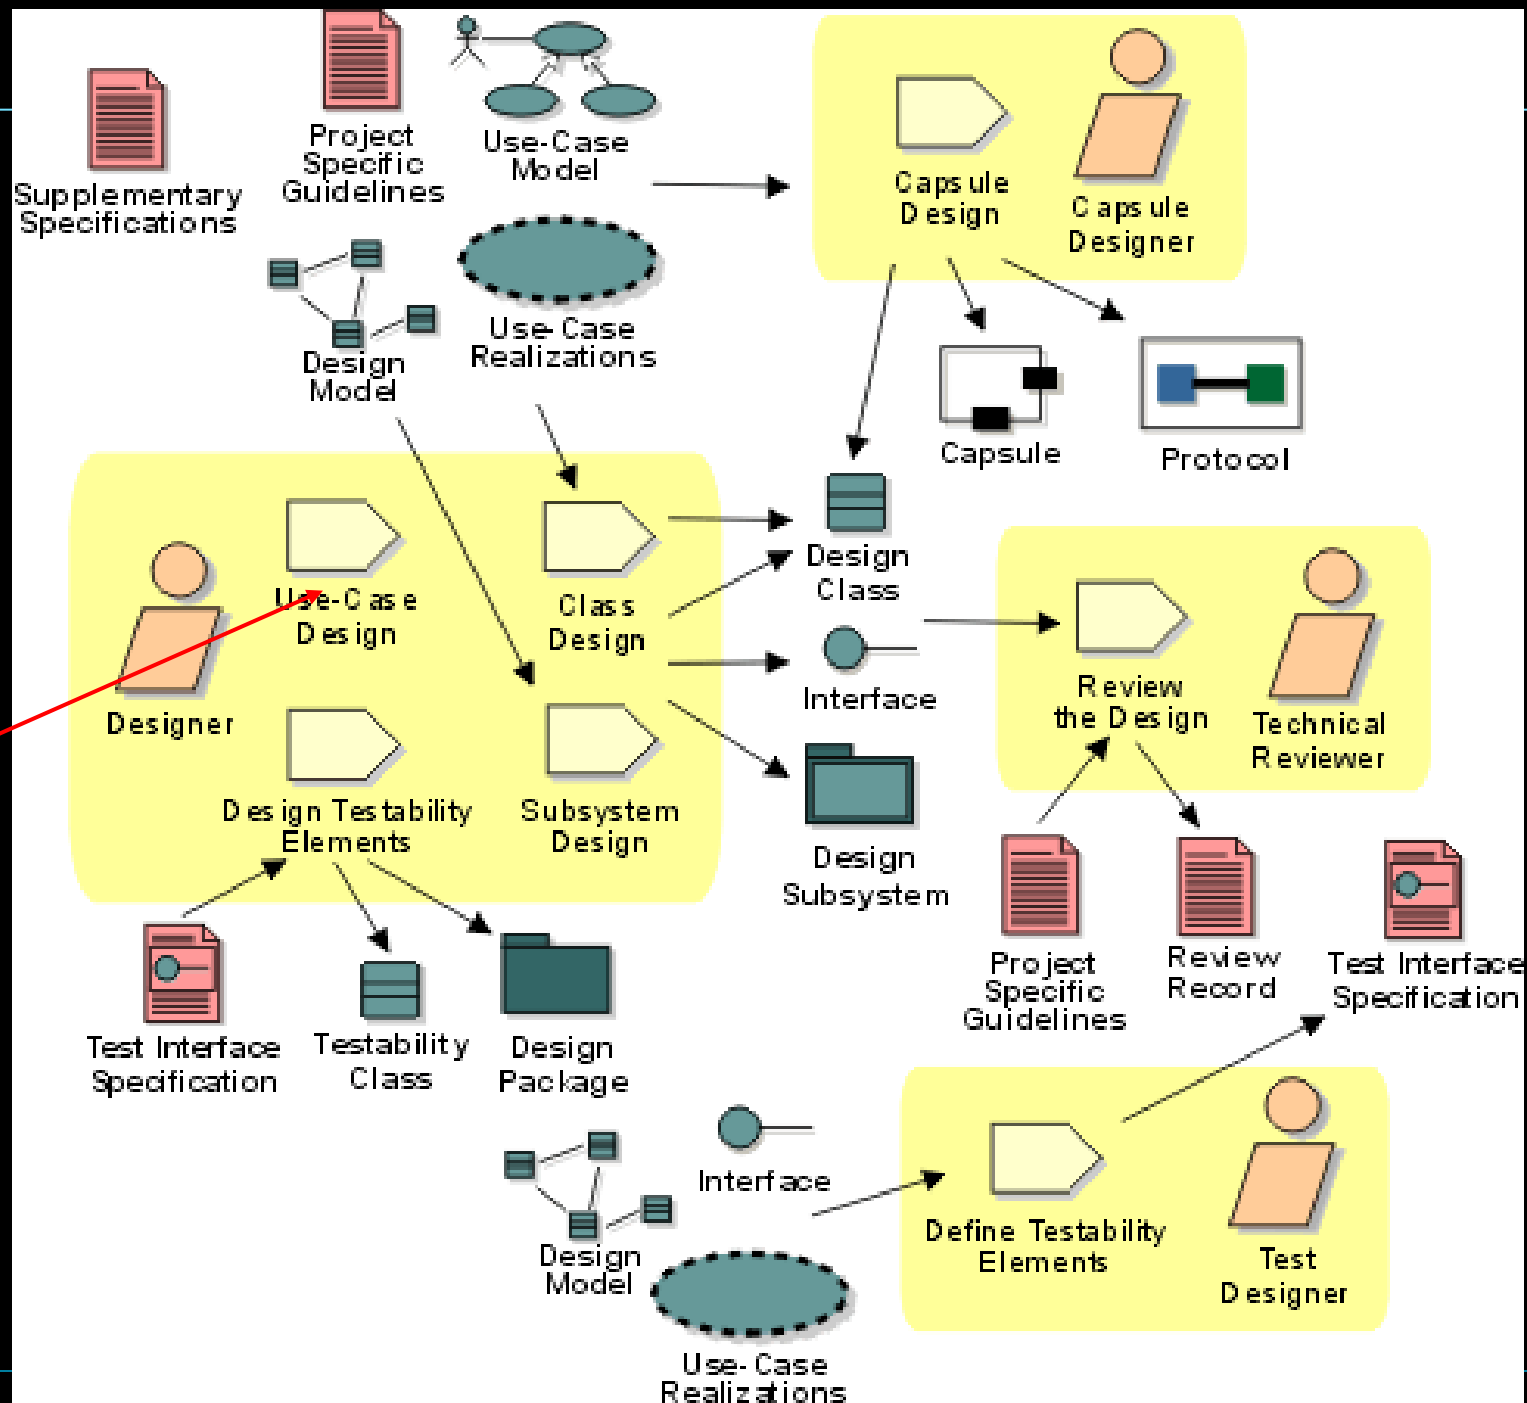 Supplementary
Specifications
Project
Specific
Guidelines
Use-Case
Model
Capsule
Design
Capsule
Designer
Design
Model
Use-Case
Realizations
Capsule
Protocol
Designer
Use-Case
Design
Class
Design
Design
Class
Interface
Review
the Design
Technical
Reviewer
Design Testability
Elements
Subsystem
Design
Design
Subsystem
Test Interface
Specification
Testability
Class
Design
Package
Project
Specific
Guidelines
Review
Record
Test Interface
Specification
Interface
Design
Model
Use-Case
Realizations
Define Testability
Elements
Test
Designer